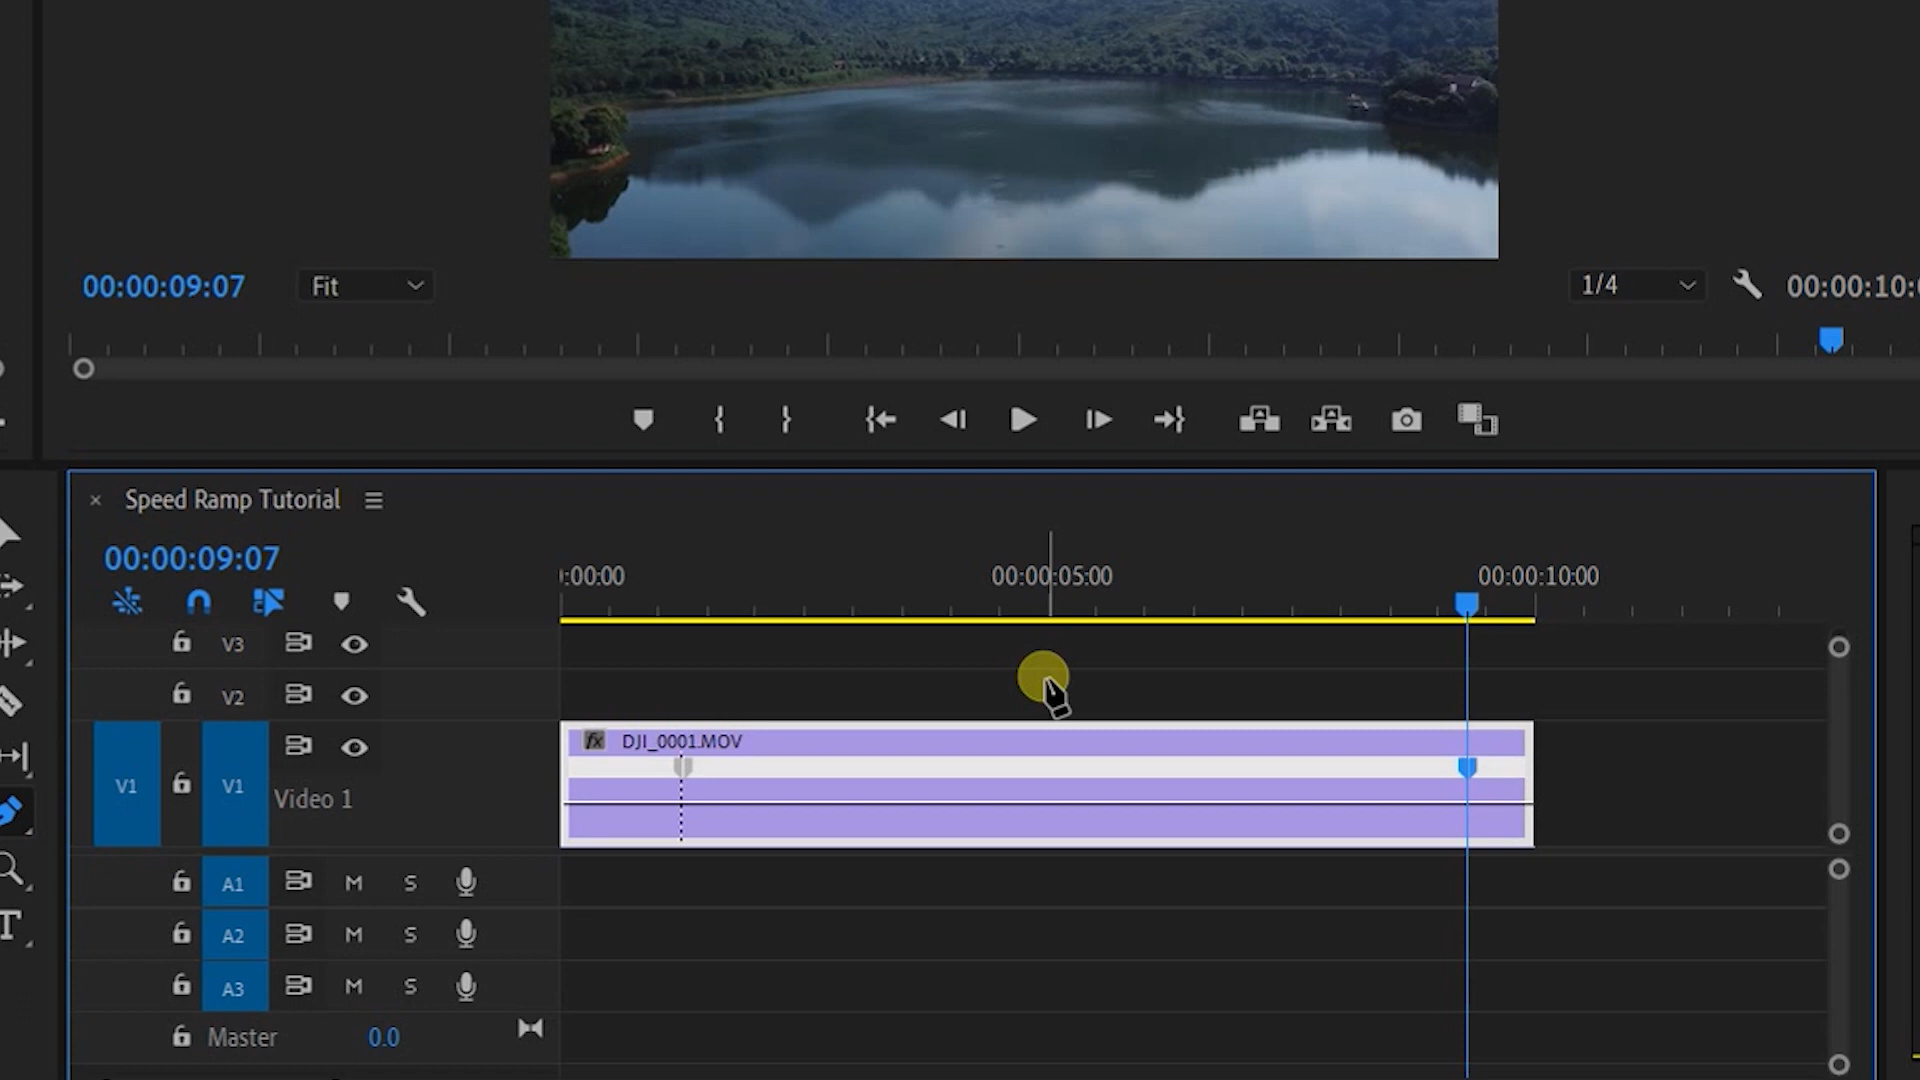 00:00:09:07
Fit
1/4
00:00:10:
× Speed Ramp Tutorial
00:00:09:07
:00:00
00:00:05:00
00:00:10:00
V3
V2
fx DJI_0001.MOV
V1
V1
Video 1
A1 M S
A2 M S
A3 M S
Master 0.0
T